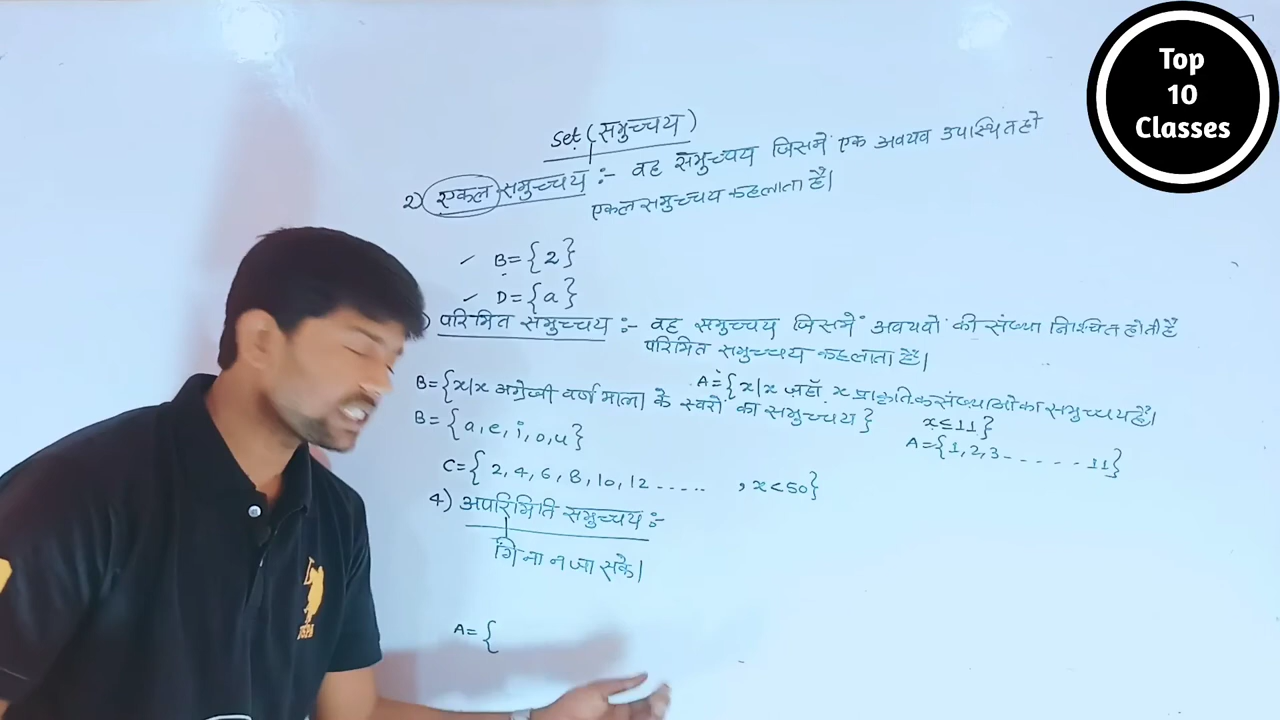 Top
10
Classes
Set (समुच्चय)
2) एकल समुच्चय :- वह समुच्चय जिसमें एक अवयव उपास्थित हो
एकल समुच्चय कहलाता है।
B={2}
D={a}
) परिमित समुच्चय :- वह समुच्चय जिसमें अवयवों की संख्या निश्चित होती है
परिमित समुच्चय कहलाता है।
A={x/x जहाँ x प्राकृतिक संख्याओ का समुच्चय है।
x≤11}
A={1,2,3------11}
B={x/x अग्रेजी वर्ण माला के स्वरों का समुच्चय}
B={a,e,i,o,u}
C={2,4,6,8,10,12..... ,x<50}
4) अपरिमिति समुच्चय :-
गिना न जा सके।
A={